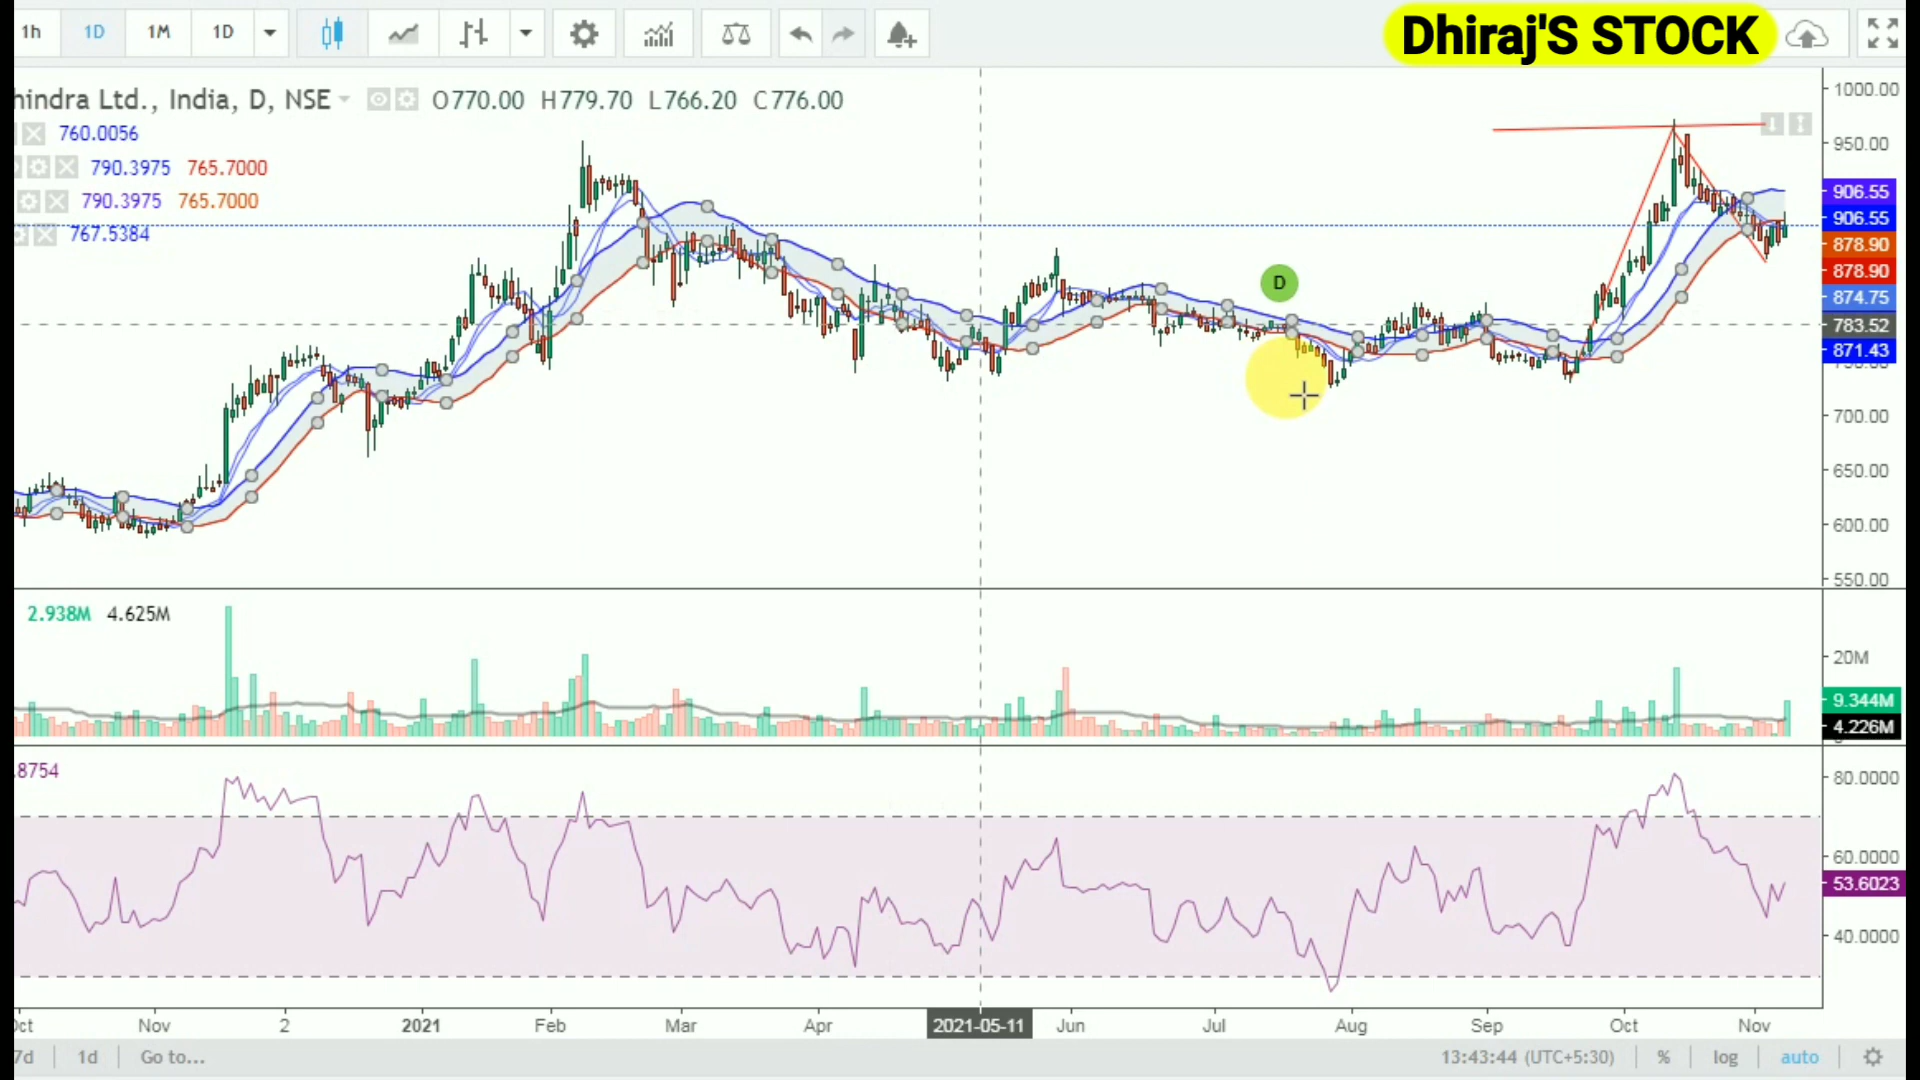 1h 1D 1M 1D
Dhiraj'S STOCK
hindra Ltd., India, D, NSE O770.00 H779.70 L766.20 C776.00
760.0056
790.3975 765.7000
790.3975 765.7000
767.5384
D
1000.00
950.00
906.55
906.55
878.90
878.90
874.75
783.52
871.43
700.00
650.00
600.00
550.00
2.938M 4.625M
20M
9.344M
4.226M
.8754
80.0000
60.0000
53.6023
40.0000
Oct Nov 2 2021 Feb Mar Apr 2021-05-11 Jun Jul Aug Sep Oct Nov
7d 1d Go to... 13:43:44 (UTC+5:30) % log auto